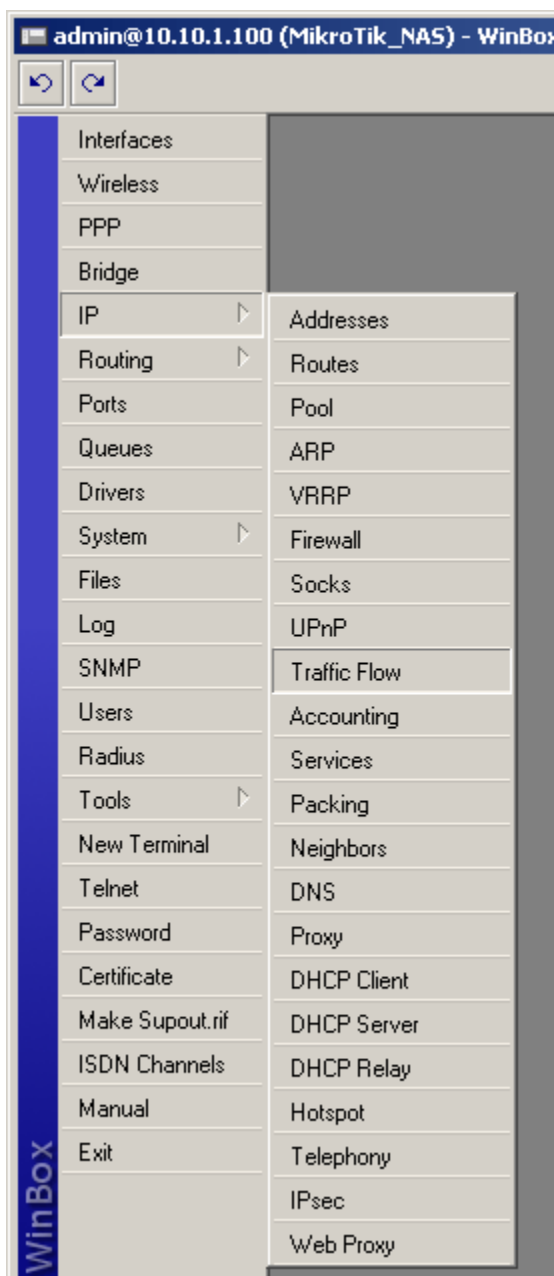 admin@10.10.1.100 (MikroTik_NAS) - WinBox
Interfaces
Wireless
PPP
Bridge
IP
Routing
Ports
Queues
Drivers
System
Files
Log
SNMP
Users
Radius
Tools
New Terminal
Telnet
Password
Certificate
Make Supout.rif
ISDN Channels
Manual
Exit
Addresses
Routes
Pool
ARP
VRRP
Firewall
Socks
UPnP
Traffic Flow
Accounting
Services
Packing
Neighbors
DNS
Proxy
DHCP Client
DHCP Server
DHCP Relay
Hotspot
Telephony
IPsec
Web Proxy
WinBox